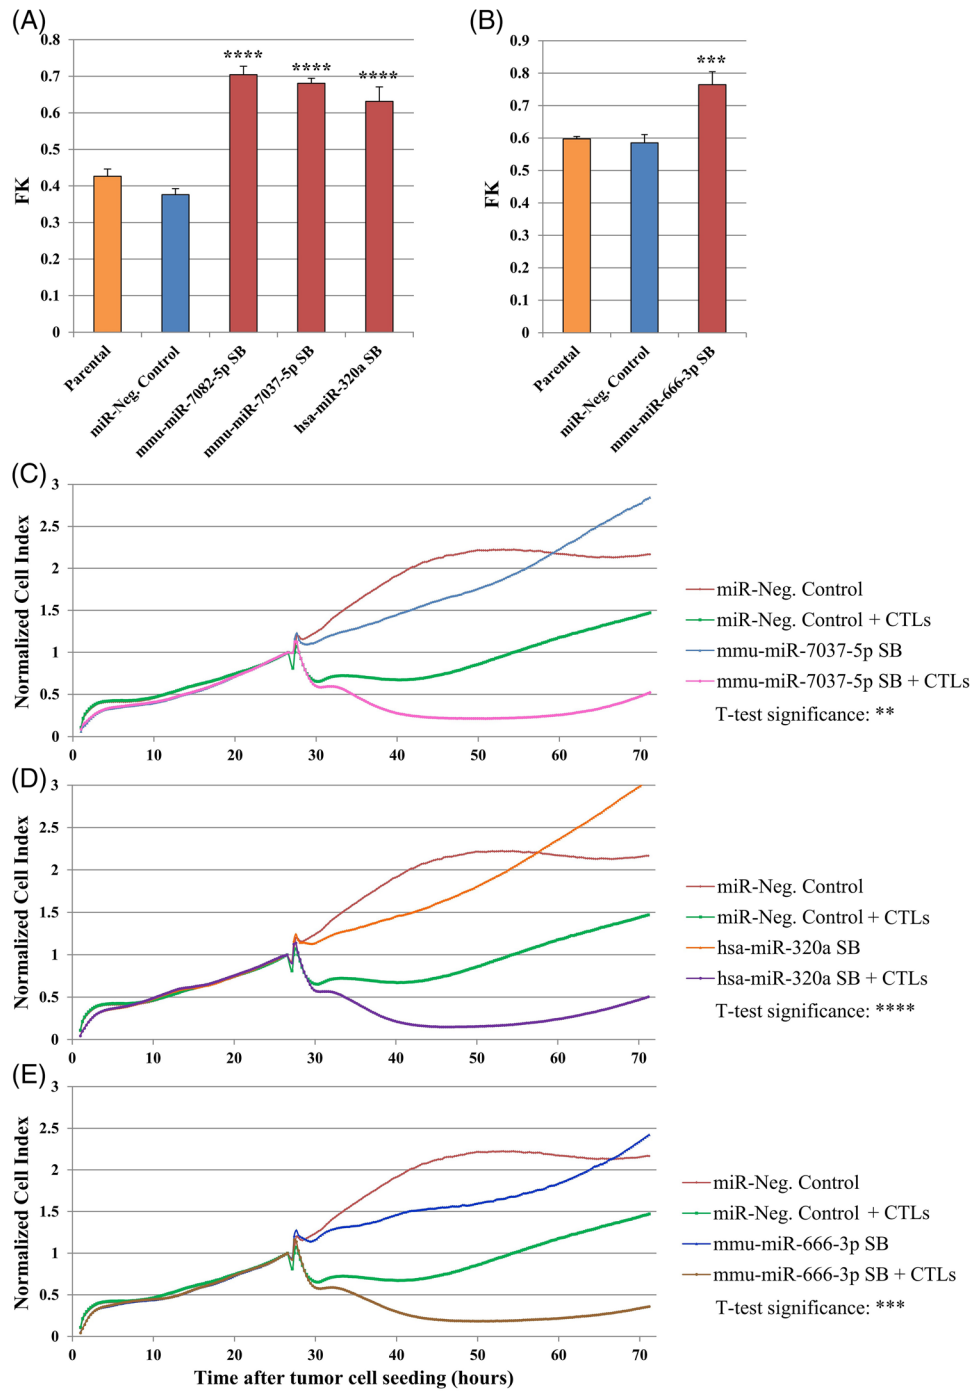 (A)
0.8
0.7
0.6
0.5
0.4
0.3
0.2
0.1
0
FK
****
****
****
Parental
miR-Neg. Control
mmu-miR-7082-5p SB
mmu-miR-7037-5p SB
hsa-miR-320a SB
(B)
0.9
0.8
0.7
0.6
0.5
0.4
0.3
0.2
0.1
0
FK
***
Parental
miR-Neg. Control
mmu-miR-666-3p SB
(C)
3
2.5
2
1.5
1
0.5
0
Normalized Cell Index
0 10 20 30 40 50 60 70
miR-Neg. Control
miR-Neg. Control + CTLs
mmu-miR-7037-5p SB
mmu-miR-7037-5p SB + CTLs
T-test significance: **
(D)
3
2.5
2
1.5
1
0.5
0
Normalized Cell Index
0 10 20 30 40 50 60 70
miR-Neg. Control
miR-Neg. Control + CTLs
hsa-miR-320a SB
hsa-miR-320a SB + CTLs
T-test significance: ****
(E)
3
2.5
2
1.5
1
0.5
0
Normalized Cell Index
0 10 20 30 40 50 60 70
Time after tumor cell seeding (hours)
miR-Neg. Control
miR-Neg. Control + CTLs
mmu-miR-666-3p SB
mmu-miR-666-3p SB + CTLs
T-test significance: ***